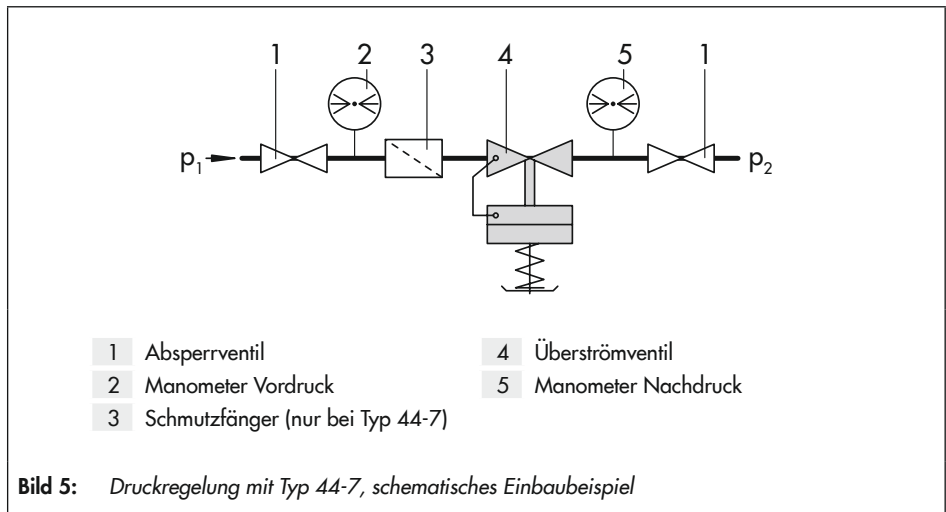 1 2 3 4 5 1
p₁ p₂
1 Absperrventil
2 Manometer Vordruck
3 Schmutzfänger (nur bei Typ 44-7)
4 Überströmventil
5 Manometer Nachdruck
Bild 5: Druckregelung mit Typ 44-7, schematisches Einbaubeispiel